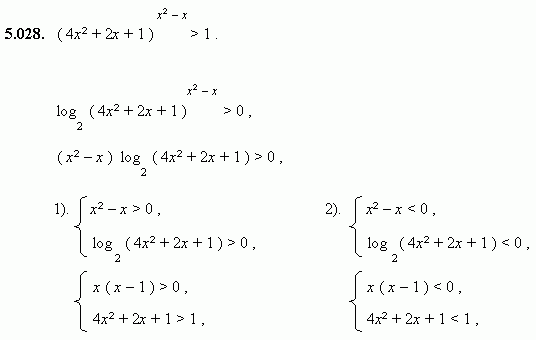 5.028. ( 4x² + 2x + 1 )^(x² – x) > 1 .
log₂ ( 4x² + 2x + 1 )^(x² – x) > 0 ,
( x² – x ) log₂ ( 4x² + 2x + 1 ) > 0 ,
1). { x² – x > 0 , 2). { x² – x < 0 ,
log₂ ( 4x² + 2x + 1 ) > 0 , log₂ ( 4x² + 2x + 1 ) < 0 ,
{ x ( x – 1 ) > 0 , { x ( x – 1 ) < 0 ,
4x² + 2x + 1 > 1 , 4x² + 2x + 1 < 1 ,